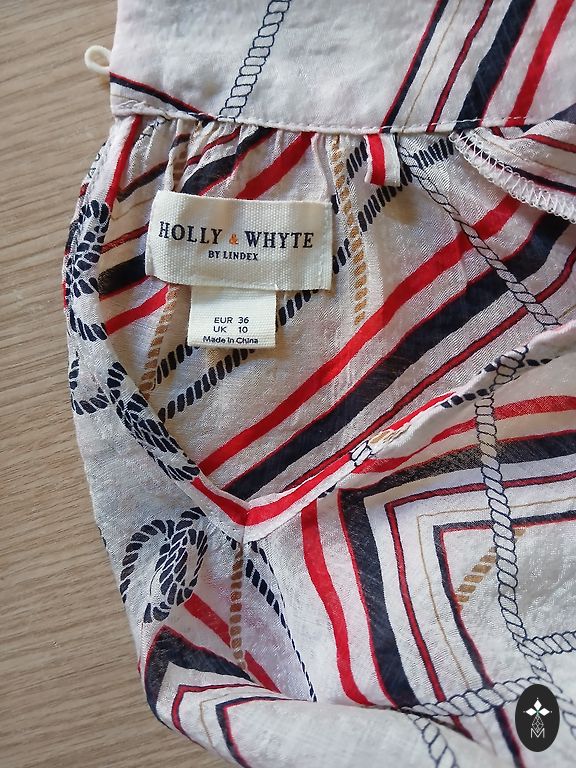 HOLLY & WHYTE
BY LINDEX
EUR 36
UK 10
Made in China